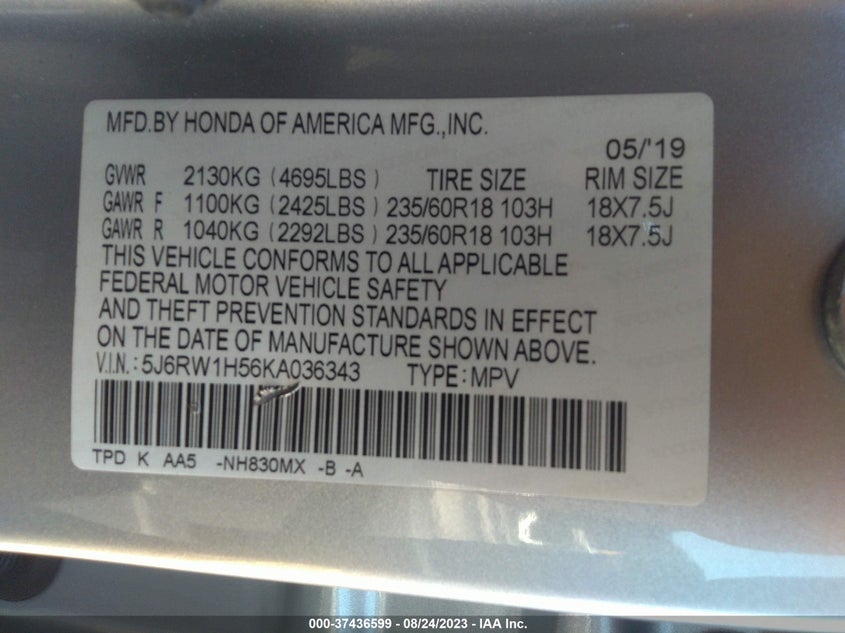 MFD.BY HONDA OF AMERICA MFG.,INC.
05/'19
GVWR 2130KG (4695LBS) TIRE SIZE RIM SIZE
GAWR F 1100KG (2425LBS) 235/60R18 103H 18X7.5J
GAWR R 1040KG (2292LBS) 235/60R18 103H 18X7.5J
THIS VEHICLE CONFORMS TO ALL APPLICABLE
FEDERAL MOTOR VEHICLE SAFETY
AND THEFT PREVENTION STANDARDS IN EFFECT
ON THE DATE OF MANUFACTURE SHOWN ABOVE.
V.I.N.: 5J6RW1H56KA036343 TYPE: MPV
TPD K AA5 -NH830MX -B -A
000-37436599 — 08/24/2023 — IAA Inc.